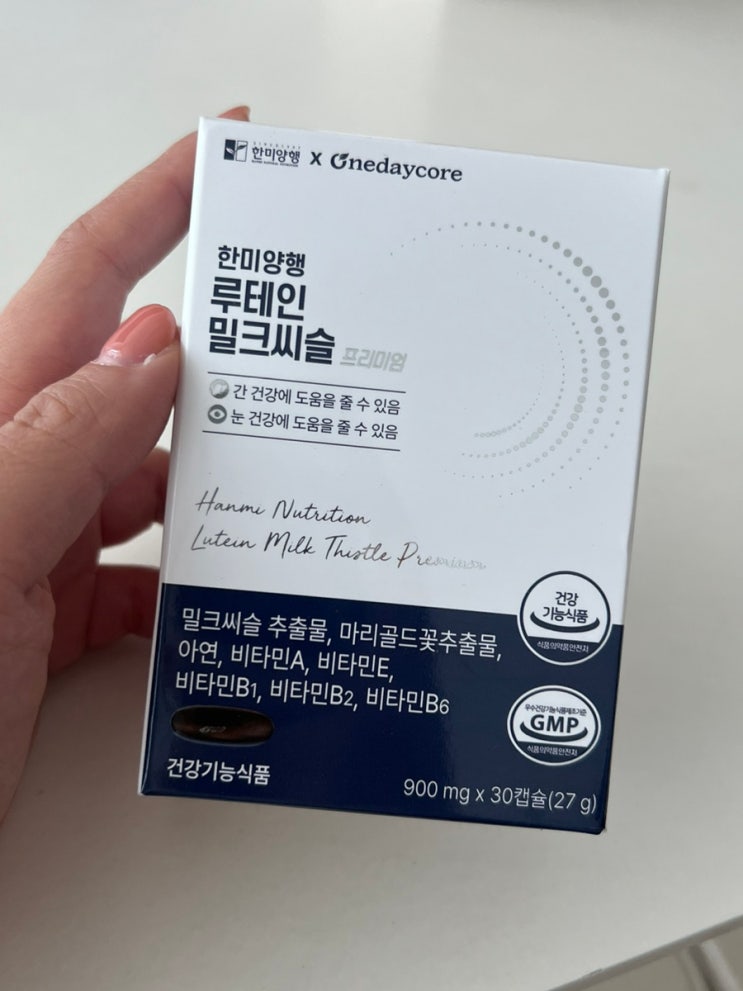 한미양행 X Onedaycore
한미양행
루테인
밀크씨슬 프리미엄
간 건강에 도움을 줄 수 있음
눈 건강에 도움을 줄 수 있음
Hanmi Nutrition
Lutein Milk Thistle Premium
밀크씨슬 추출물, 마리골드꽃추출물,
아연, 비타민A, 비타민E,
비타민B1, 비타민B2, 비타민B6
건강기능식품
900 mg x 30캡슐(27 g)
건강
기능식품
식품의약품안전처
우수건강기능식품제조기준
GMP
식품의약품안전처